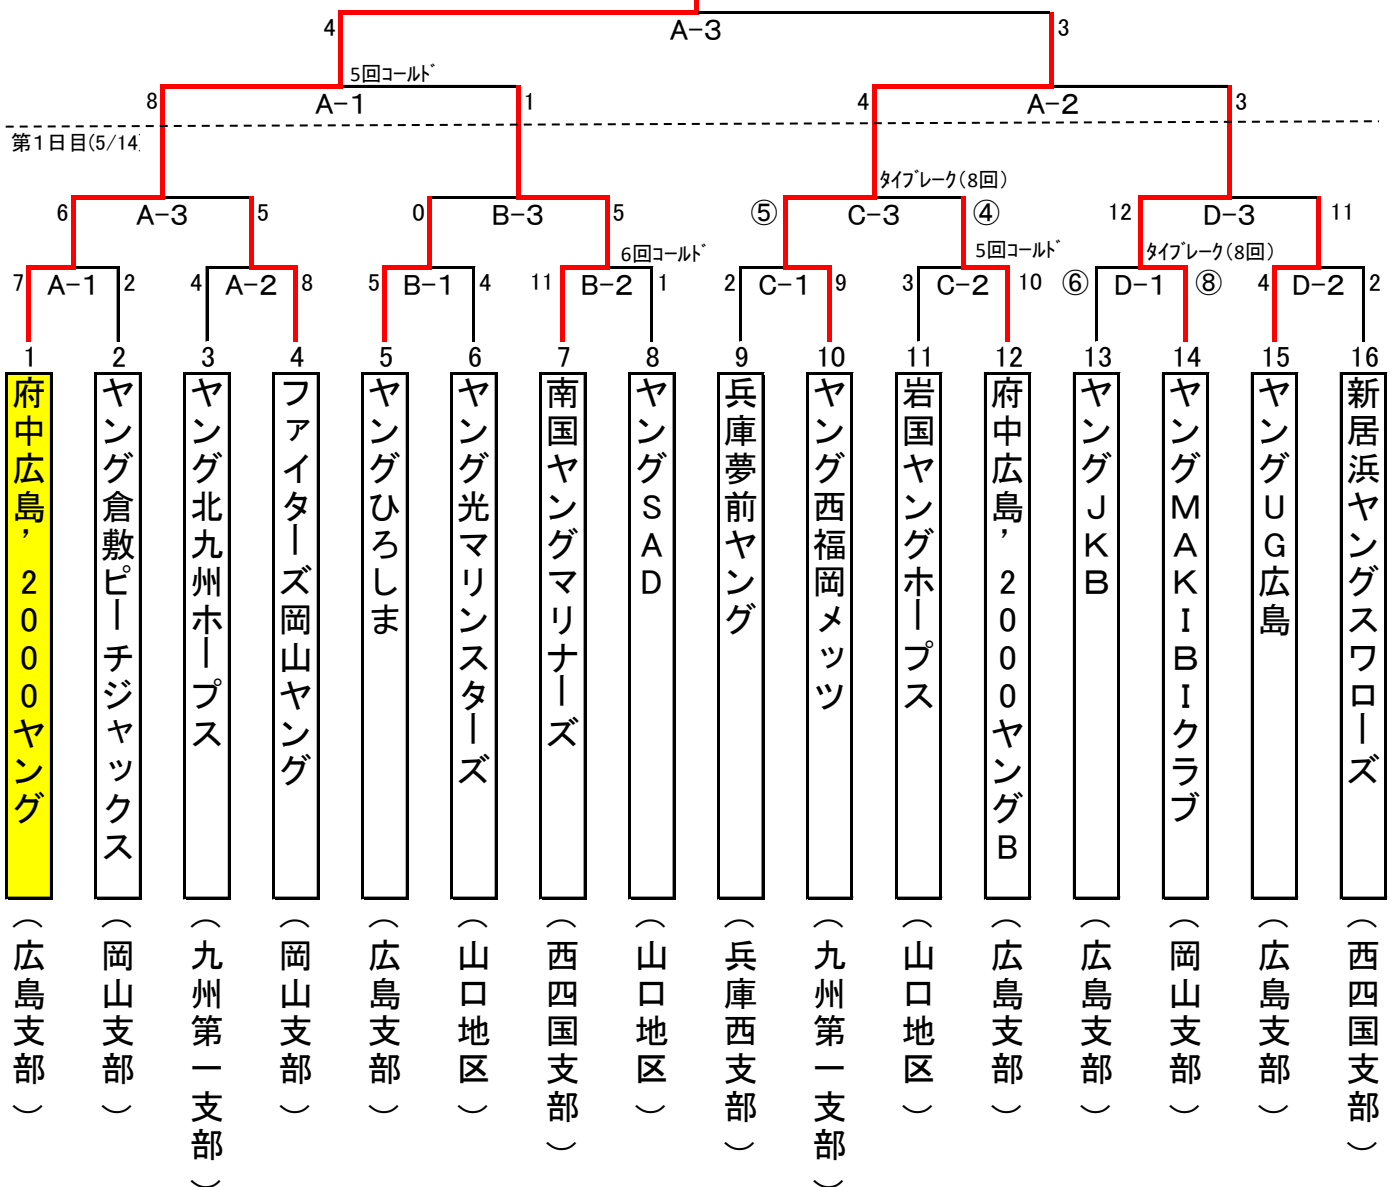 4 A-3 3
5回コールド
8 A-1 1 4 A-2 3
第1日目(5/14
タイブレーク(8回)
6 A-3 5 0 B-3 5 ⑤ C-3 ④ 12 D-3 11
6回コールド 5回コールド タイブレーク(8回)
7 A-1 2 4 A-2 8 5 B-1 4 11 B-2 1 2 C-1 9 3 C-2 10 ⑥ D-1 ⑧ 4 D-2 2
1 2 3 4 5 6 7 8 9 10 11 12 13 14 15 16
府中広島’2000ヤング
ヤング倉敷ピーチジャックス
ヤング北九州ホープス
ファイターズ岡山ヤング
ヤングひろしま
ヤング光マリンスターズ
南国ヤングマリナーズ
ヤングSAD
兵庫夢前ヤング
ヤング西福岡メッツ
岩国ヤングホープス
府中広島’2000ヤングB
ヤングJKB
ヤングMAKIBIクラブ
ヤングUG広島
新居浜ヤングスワローズ
(広島支部)
(岡山支部)
(九州第一支部)
(岡山支部)
(広島支部)
(山口地区)
(西四国支部)
(山口地区)
(兵庫西支部)
(九州第一支部)
(山口地区)
(広島支部)
(広島支部)
(岡山支部)
(広島支部)
(西四国支部)